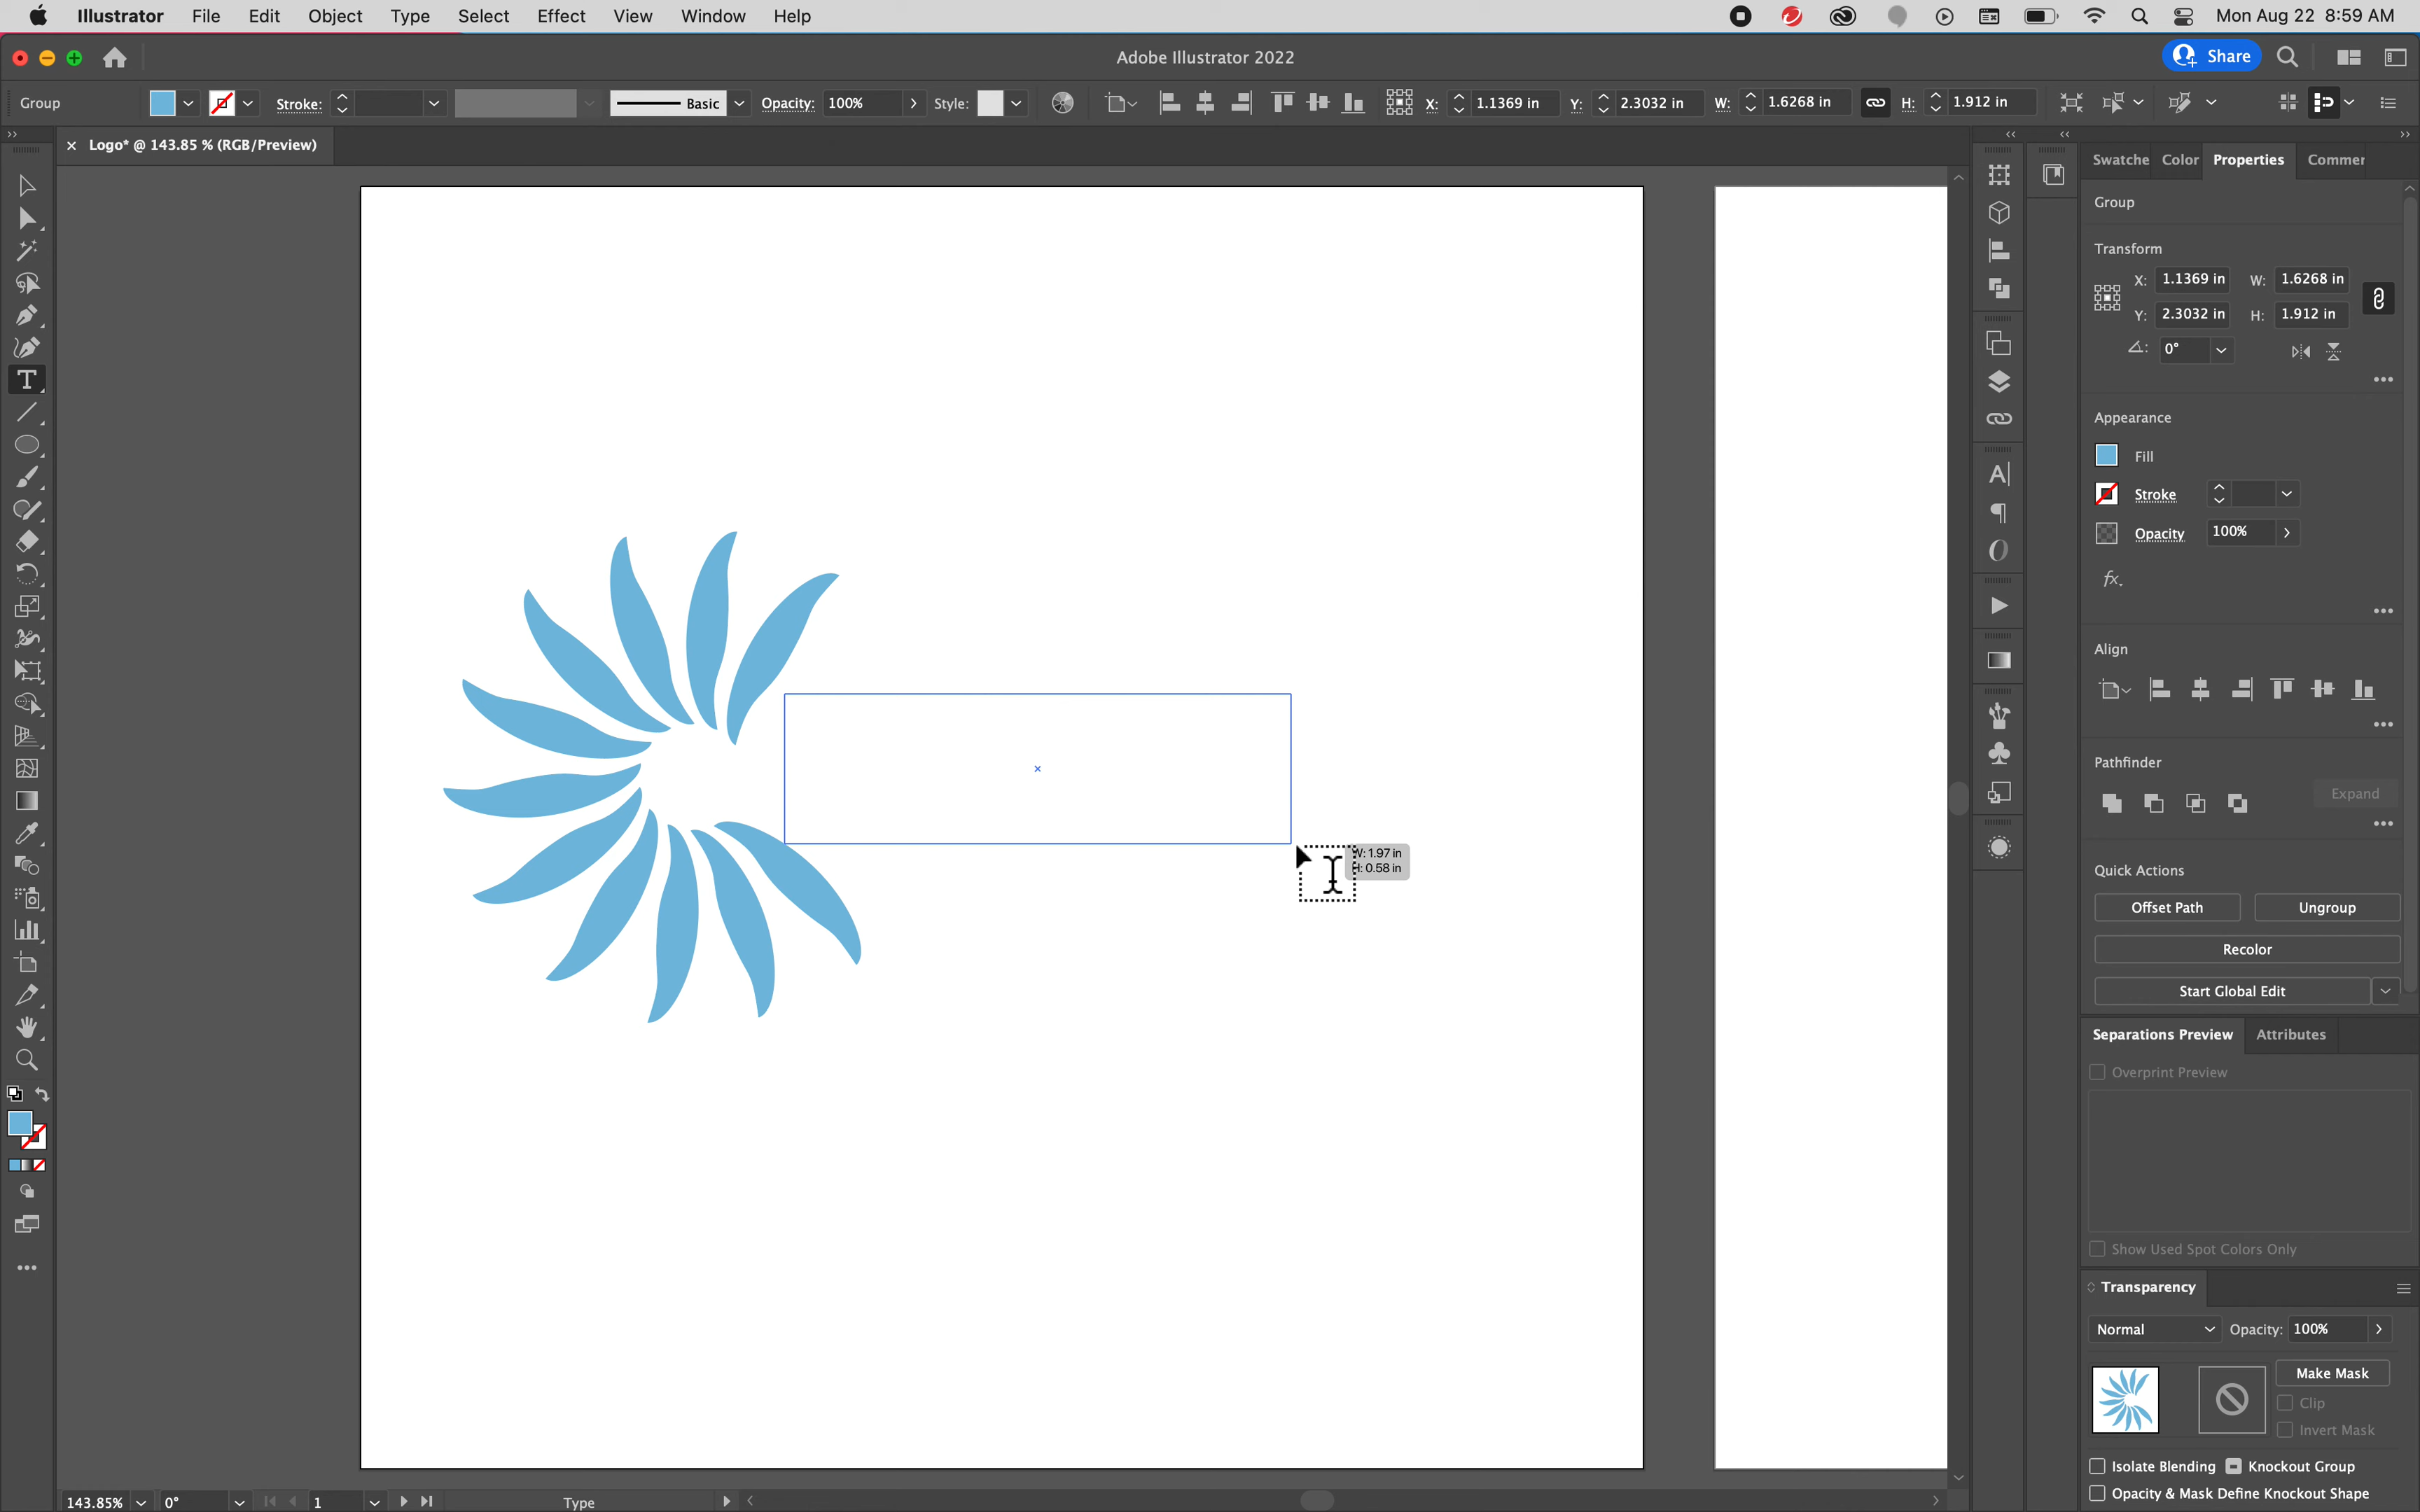 Illustrator File Edit Object Type Select Effect View Window Help Mon Aug 22 8:59 AM
Adobe Illustrator 2022 Share
Group Stroke: Basic Opacity: 100% Style: X: 1.1369 in Y: 2.3032 in W: 1.6268 in H: 1.912 in
Logo* @ 143.85 % (RGB/Preview)
Swatche Color Properties Commer
Group
Transform
X: 1.1369 in W: 1.6268 in
Y: 2.3032 in H: 1.912 in
0°
Appearance
Fill
Stroke
Opacity 100%
fx.
Align
Pathfinder
Expand
W: 1.97 in
H: 0.58 in
Quick Actions
Offset Path Ungroup
Recolor
Start Global Edit
Separations Preview Attributes
Overprint Preview
Show Used Spot Colors Only
Transparency
Normal Opacity: 100%
Make Mask
Clip
Invert Mask
Isolate Blending Knockout Group
Opacity & Mask Define Knockout Shape
143.85% 0° 1 Type